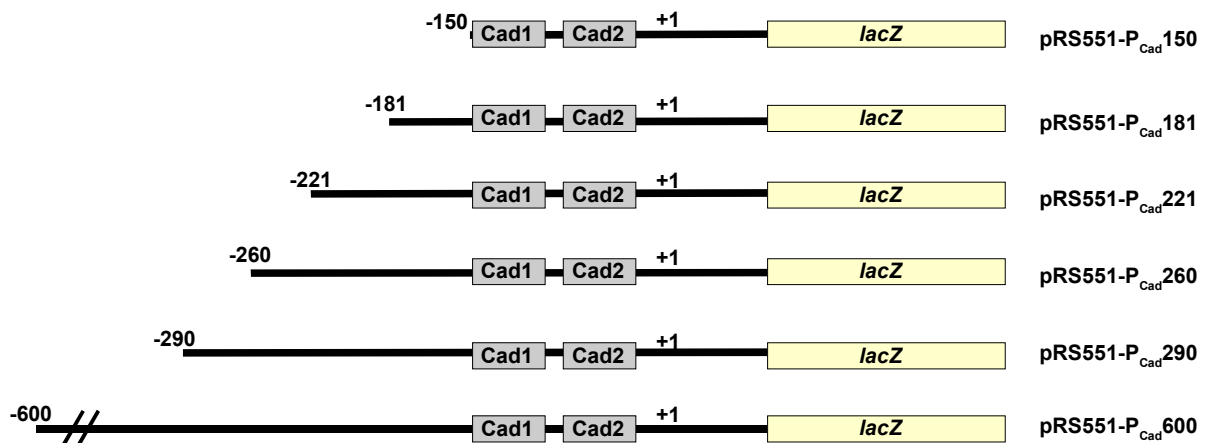 -150 Cad1 Cad2 +1 lacZ pRS551-PCad150
-181 Cad1 Cad2 +1 lacZ pRS551-PCad181
-221 Cad1 Cad2 +1 lacZ pRS551-PCad221
-260 Cad1 Cad2 +1 lacZ pRS551-PCad260
-290 Cad1 Cad2 +1 lacZ pRS551-PCad290
-600 Cad1 Cad2 +1 lacZ pRS551-PCad600